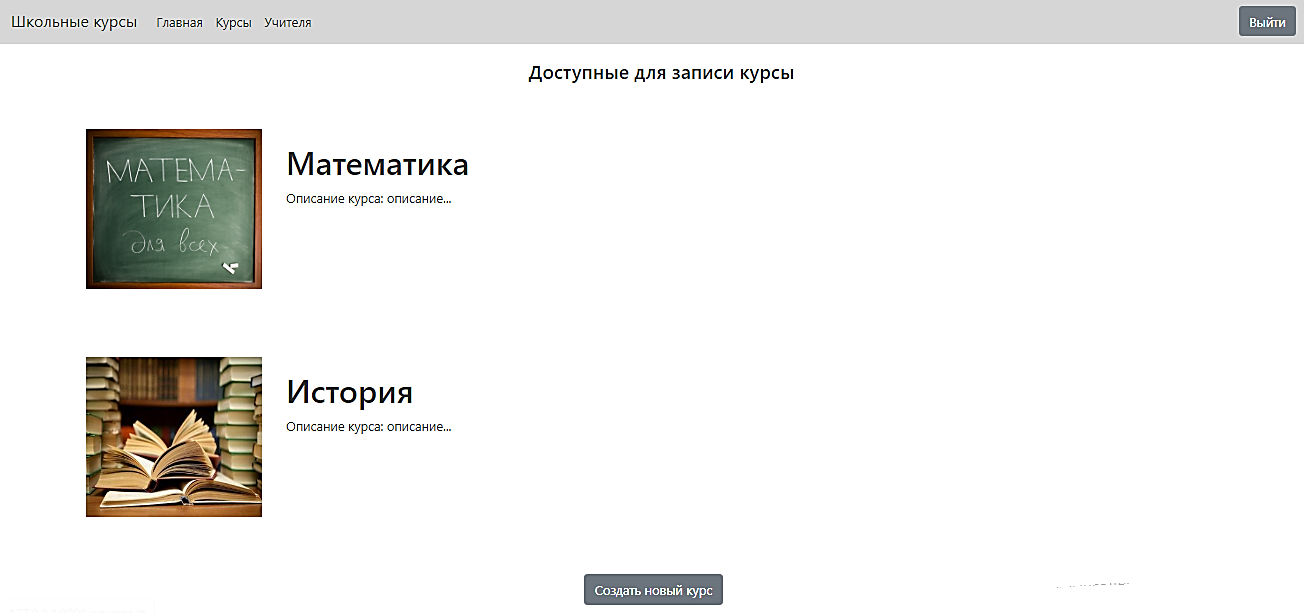 Школьные курсы Главная Курсы Учителя Выйти
Доступные для записи курсы
МАТЕМА-
ТИКА
для всех
Математика
Описание курса: описание...
История
Описание курса: описание...
Создать новый курс